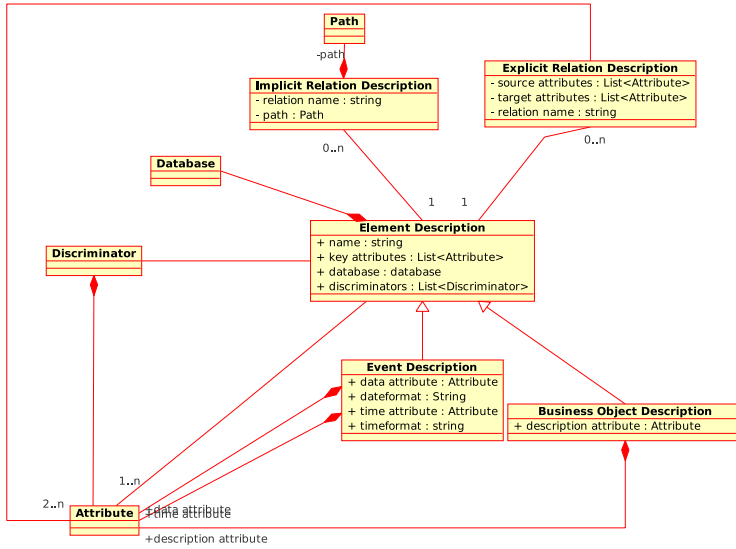 Path
-path
Implicit Relation Description
- relation name : string
- path : Path
Explicit Relation Description
- source attributes : List<Attribute>
- target attributes : List<Attribute>
- relation name : string
0..n
0..n
Database
1
1
Element Description
+ name : string
+ key attributes : List<Attribute>
+ database : database
+ discriminators : List<Discriminator>
Discriminator
Event Description
+ data attribute : Attribute
+ dateformat : String
+ time attribute : Attribute
+ timeformat : string
Business Object Description
+ description attribute : Attribute
1..n
2..n
Attribute
+data attribute
+time attribute
+description attribute